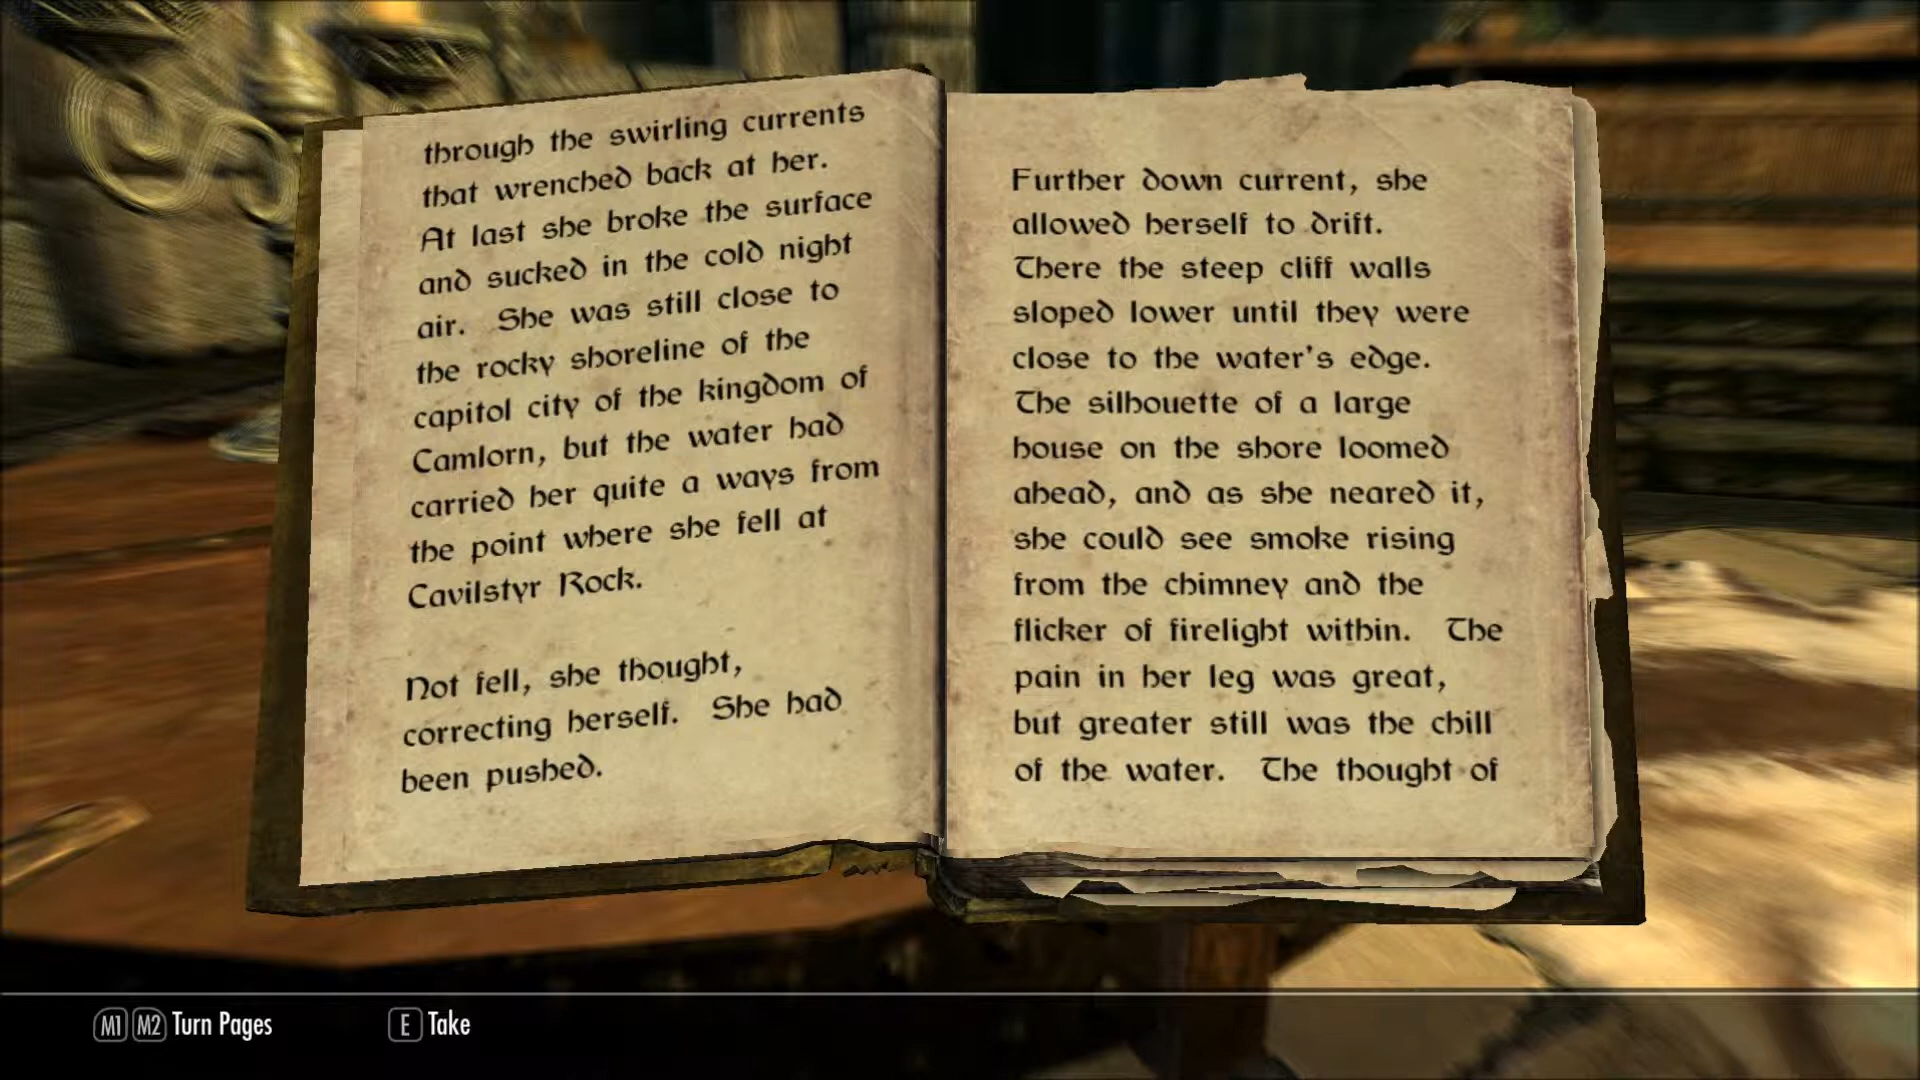 through the swirling currents
that wrenched back at her.
At last she broke the surface
and sucked in the cold night
air. She was still close to
the rocky shoreline of the
capitol city of the kingdom of
Camlorn, but the water had
carried her quite a ways from
the point where she fell at
Cavilstyr Rock.
Not fell, she thought,
correcting herself. She had
been pushed.
Further down current, she
allowed herself to drift.
There the steep cliff walls
sloped lower until they were
close to the water's edge.
The silhouette of a large
house on the shore loomed
ahead, and as she neared it,
she could see smoke rising
from the chimney and the
flicker of firelight within. The
pain in her leg was great,
but greater still was the chill
of the water. The thought of
M1 M2 Turn Pages E Take